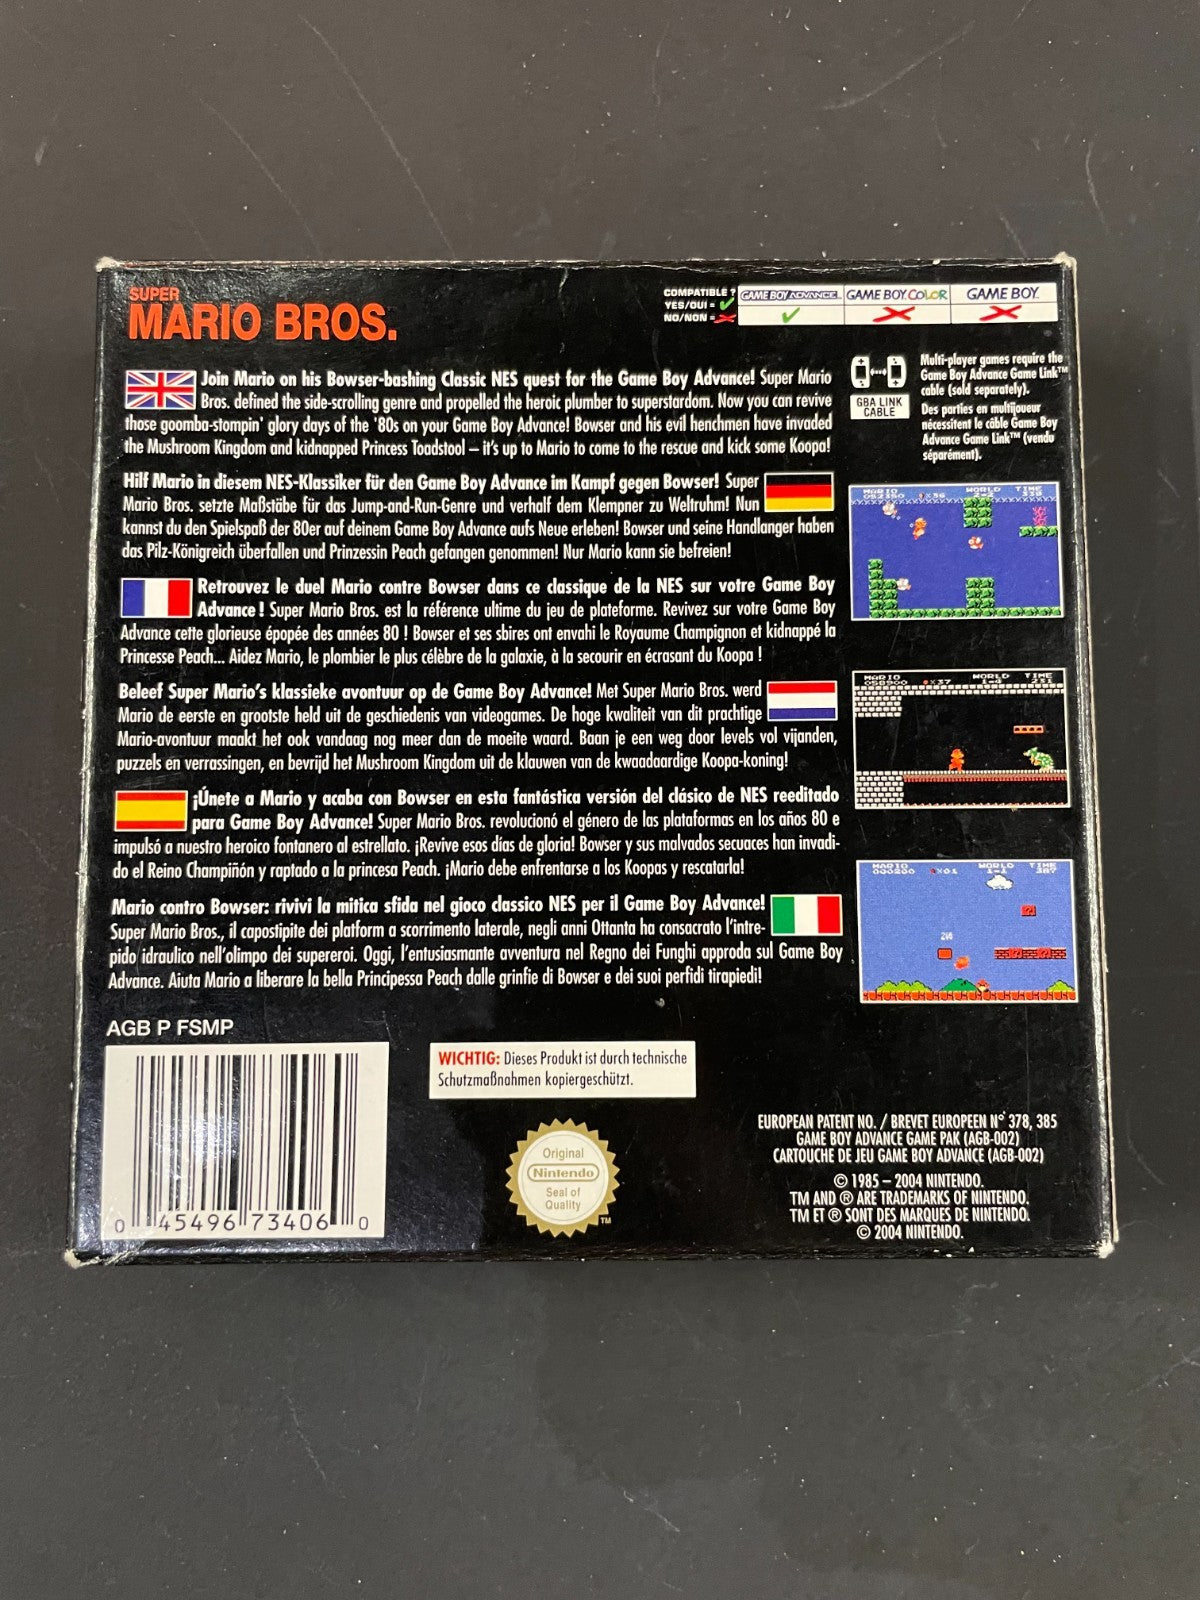 SUPER
MARIO BROS.
COMPATIBLE ?
YES/OUI =
NO/NON =
GAME BOY ADVANCE
GAME BOY COLOR
GAME BOY
Join Mario on his Bowser-bashing Classic NES quest for the Game Boy Advance! Super Mario
Bros. defined the side-scrolling genre and propelled the heroic plumber to superstardom. Now you can revive
those goomba-stompin' glory days of the '80s on your Game Boy Advance! Bowser and his evil henchmen have invaded
the Mushroom Kingdom and kidnapped Princess Toadstool – it's up to Mario to come to the rescue and kick some Koopa!
Hilf Mario in diesem NES-Klassiker für den Game Boy Advance im Kampf gegen Bowser! Super
Mario Bros. setzte Maßstäbe für das Jump-and-Run-Genre und verhalf dem Klempner zu Weltruhm! Nun
kannst du den Spielspaß der 80er auf deinem Game Boy Advance aufs Neue erleben! Bowser und seine Handlanger haben
das Pilz-Königreich überfallen und Prinzessin Peach gefangen genommen! Nur Mario kann sie befreien!
Retrouvez le duel Mario contre Bowser dans ce classique de la NES sur votre Game Boy
Advance ! Super Mario Bros. est la référence ultime du jeu de plateforme. Revivez sur votre Game Boy
Advance cette glorieuse épopée des années 80 ! Bowser et ses sbires ont envahi le Royaume Champignon et kidnappé la
Princesse Peach... Aidez Mario, le plombier le plus célèbre de la galaxie, à la secourir en écrasant du Koopa !
Beleef Super Mario's klassieke avontuur op de Game Boy Advance! Met Super Mario Bros. werd
Mario de eerste en grootste held uit de geschiedenis van videogames. De hoge kwaliteit van dit prachtige
Mario-avontuur maakt het ook vandaag nog meer dan de moeite waard. Baan je een weg door levels vol vijanden,
puzzels en verrassingen, en bevrijd het Mushroom Kingdom uit de klauwen van de kwaadaardige Koopa-koning!
¡Únete a Mario y acaba con Bowser en esta fantástica versión del clásico de NES reeditado
para Game Boy Advance! Super Mario Bros. revolucionó el género de las plataformas en los años 80 e
impulsó a nuestro heroico fontanero al estrellato. ¡Revive esos días de gloria! Bowser y sus malvados secuaces han invadi-
do el Reino Champiñón y raptado a la princesa Peach. ¡Mario debe enfrentarse a los Koopas y rescatarla!
Mario contro Bowser: rivivi la mitica sfida nel gioco classico NES per il Game Boy Advance!
Super Mario Bros., il capostipite dei platform a scorrimento laterale, negli anni Ottanta ha consacrato l'intre-
pido idraulico nell'olimpo dei supereroi. Oggi, l'entusiasmante avventura nel Regno dei Funghi approda sul Game Boy
Advance. Aiuta Mario a liberare la bella Principessa Peach dalle grinfie di Bowser e dei suoi perfidi tirapiedi!
GBA LINK
CABLE
Multi-player games require the
Game Boy Advance Game Link™
cable (sold separately).
Des parties en multijoueur
nécessitent le câble Game Boy
Advance Game Link™ (vendu
séparément).
MARIO WORLD TIME
MARIO WORLD TIME
058900 ×37 1-4
MARIO WORLD TIME
000200 ×01 1-1 387
200
AGB P FSMP
0 45496 73406 0
WICHTIG: Dieses Produkt ist durch technische
Schutzmaßnahmen kopiergeschützt.
Original
Nintendo
Seal of
Quality
TM
EUROPEAN PATENT NO. / BREVET EUROPEEN N° 378, 385
GAME BOY ADVANCE GAME PAK (AGB-002)
CARTOUCHE DE JEU GAME BOY ADVANCE (AGB-002)
© 1985 – 2004 NINTENDO.
TM AND ® ARE TRADEMARKS OF NINTENDO.
TM ET ® SONT DES MARQUES DE NINTENDO.
© 2004 NINTENDO.